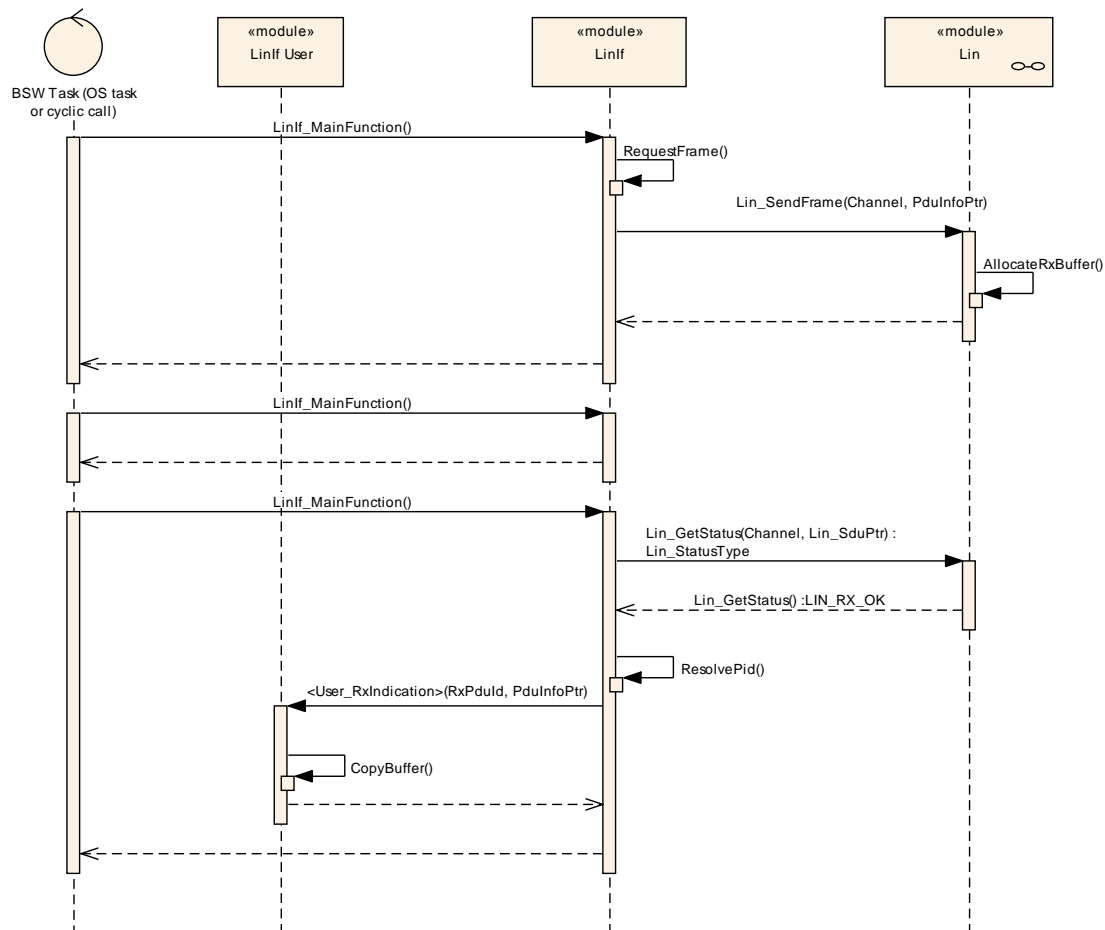 «module»
LinIf User
«module»
LinIf
«module»
Lin
BSW Task (OS task
or cyclic call)
LinIf_MainFunction()
RequestFrame()
Lin_SendFrame(Channel, PduInfoPtr)
AllocateRxBuffer()
LinIf_MainFunction()
LinIf_MainFunction()
Lin_GetStatus(Channel, Lin_SduPtr) :
Lin_StatusType
Lin_GetStatus() :LIN_RX_OK
ResolvePid()
<User_RxIndication>(RxPduId, PduInfoPtr)
CopyBuffer()